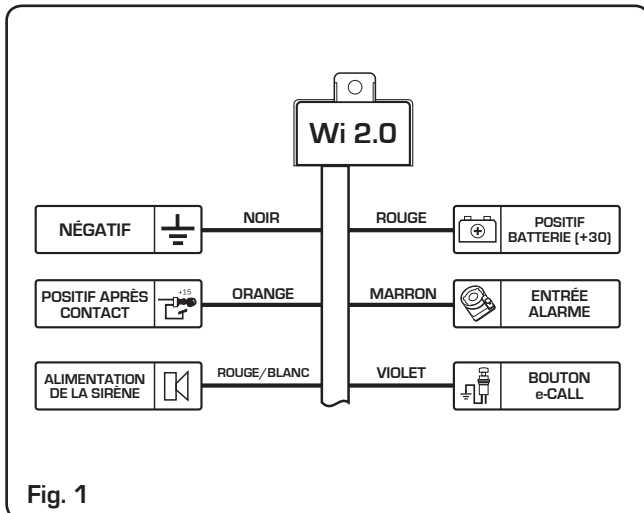 Wi 2.0
NÉGATIF
NOIR
ROUGE
POSITIF
BATTERIE (+30)
POSITIF APRÈS
CONTACT
+15
ORANGE
MARRON
ENTRÉE
ALARME
ALIMENTATION
DE LA SIRÈNE
ROUGE/BLANC
VIOLET
BOUTON
e-CALL
Fig. 1